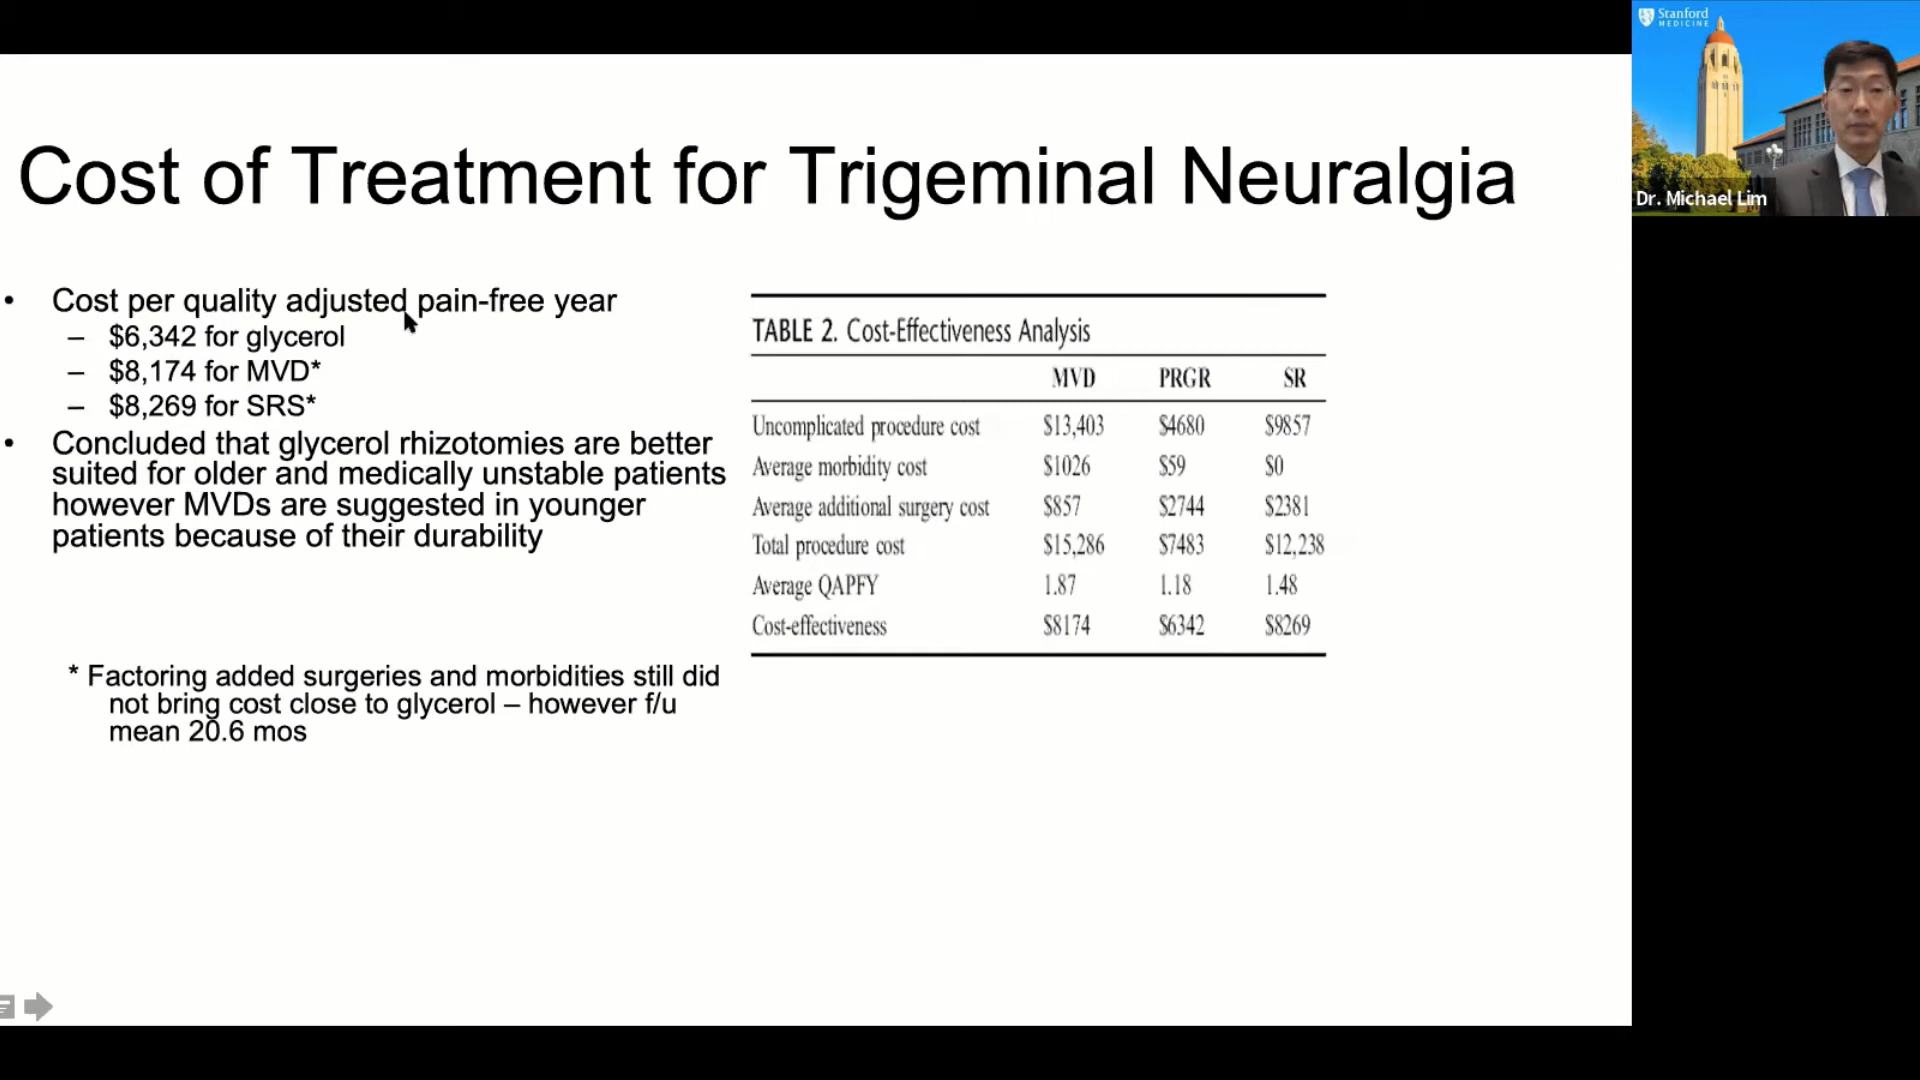 Stanford
MEDICINE
Dr. Michael Lim
Cost of Treatment for Trigeminal Neuralgia
• Cost per quality adjusted pain-free year
– $6,342 for glycerol
– $8,174 for MVD*
– $8,269 for SRS*
• Concluded that glycerol rhizotomies are better
suited for older and medically unstable patients
however MVDs are suggested in younger
patients because of their durability
* Factoring added surgeries and morbidities still did
not bring cost close to glycerol – however f/u
mean 20.6 mos
TABLE 2. Cost-Effectiveness Analysis
MVD PRGR SR
Uncomplicated procedure cost $13,403 $4680 $9857
Average morbidity cost $1026 $59 $0
Average additional surgery cost $857 $2744 $2381
Total procedure cost $15,286 $7483 $12,238
Average QAPFY 1.87 1.18 1.48
Cost-effectiveness $8174 $6342 $8269